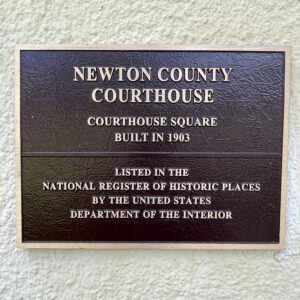 NEWTON COUNTY
COURTHOUSE
COURTHOUSE SQUARE
BUILT IN 1903
LISTED IN THE
NATIONAL REGISTER OF HISTORIC PLACES
BY THE UNITED STATES
DEPARTMENT OF THE INTERIOR